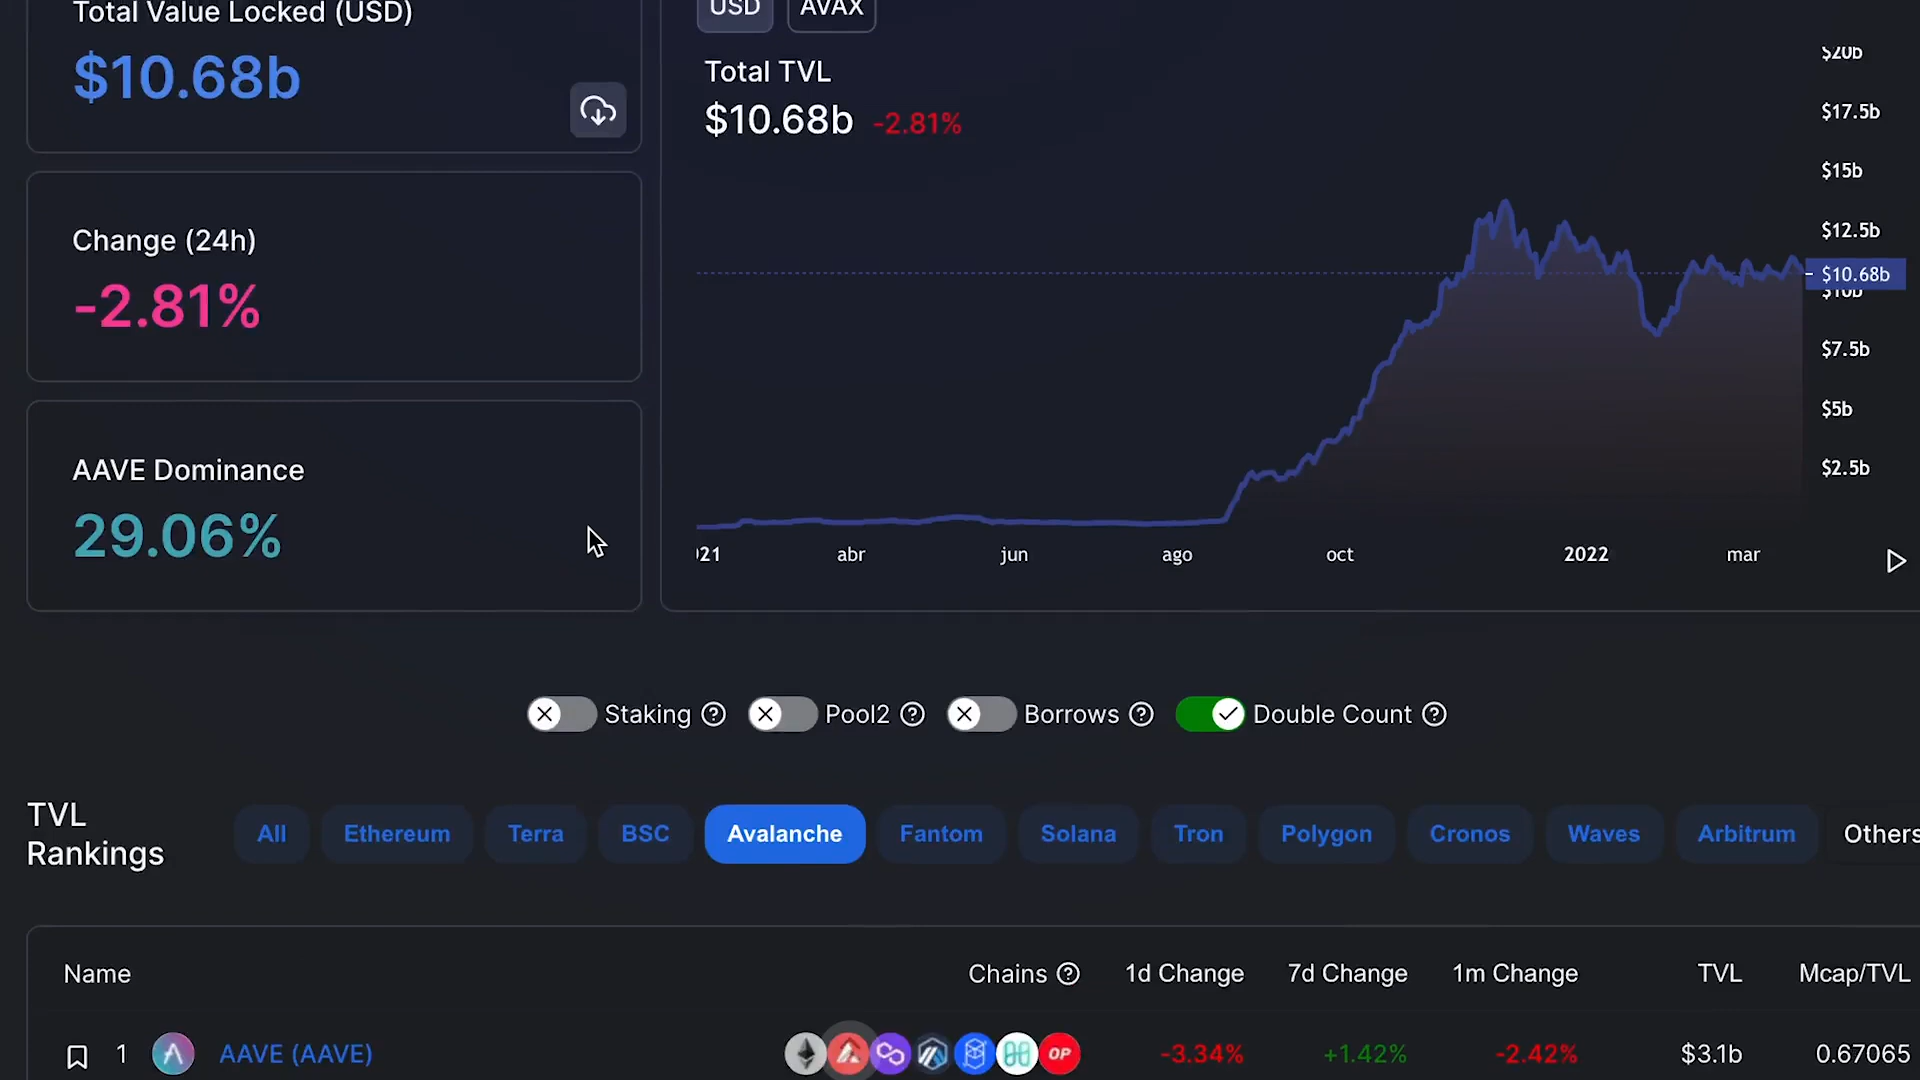 Total Value Locked (USD)
$10.68b
Change (24h)
-2.81%
AAVE Dominance
29.06%
USD AVAX
Total TVL
$10.68b -2.81%
$20b
$17.5b
$15b
$12.5b
$10.68b
$10b
$7.5b
$5b
$2.5b
021 abr jun ago oct 2022 mar
Staking Pool2 Borrows Double Count
TVL
Rankings
All Ethereum Terra BSC Avalanche Fantom Solana Tron Polygon Cronos Waves Arbitrum Others
Name Chains 1d Change 7d Change 1m Change TVL Mcap/TVL
1 AAVE (AAVE) OP -3.34% +1.42% -2.42% $3.1b 0.67065